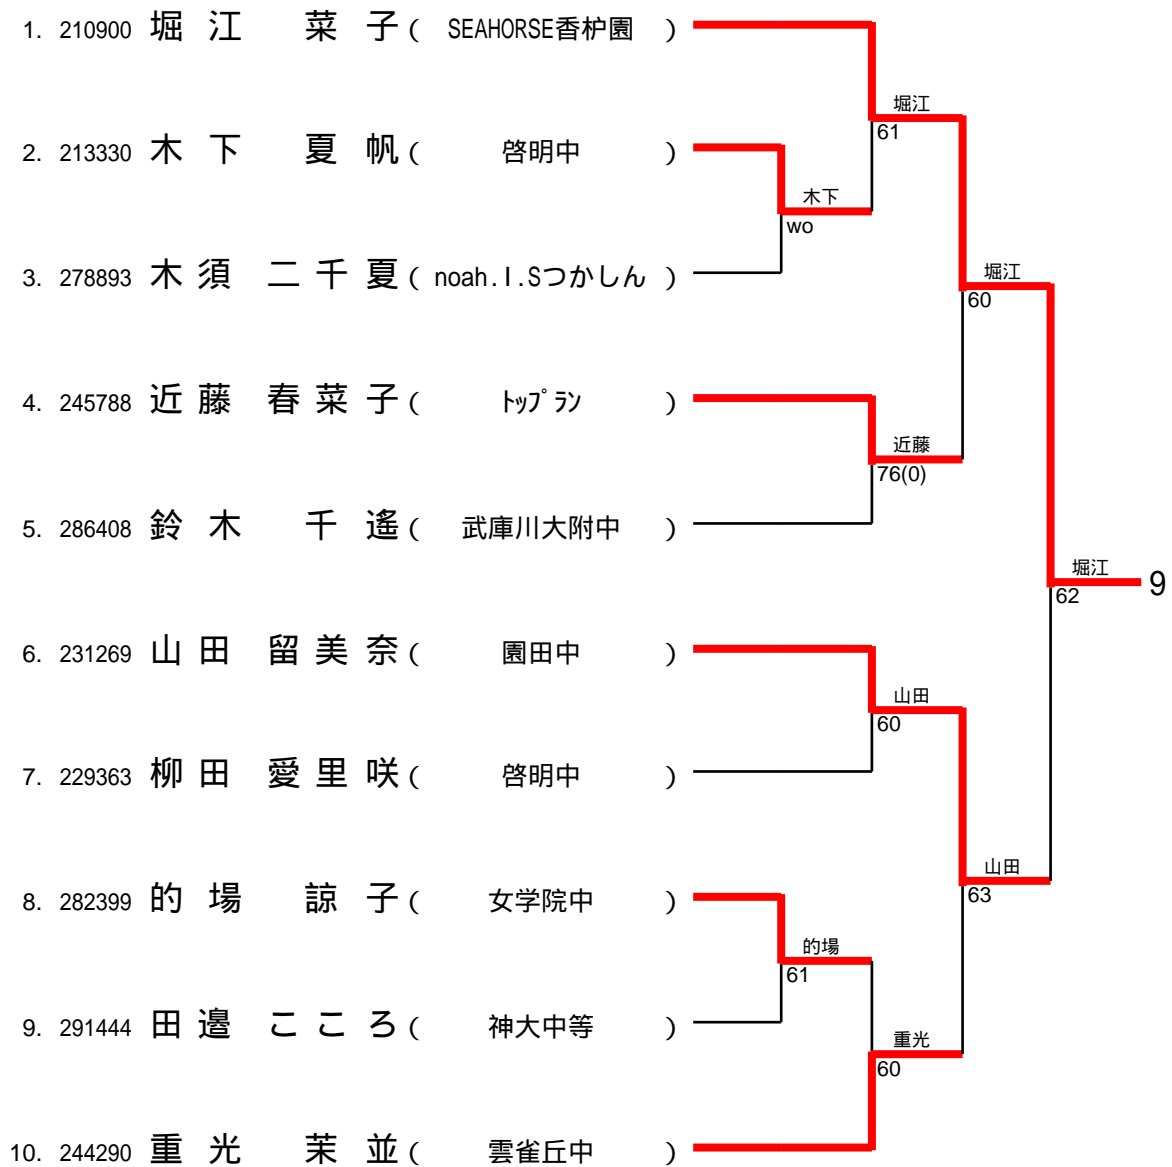 1. 210900 堀 江 菜 子 ( SEAHORSE香枦園 )
堀江
61
2. 213330 木 下 夏 帆 ( 啓明中 )
木下
wo
3. 278893 木 須 二 千 夏 ( noah.I.Sつかしん )
堀江
60
4. 245788 近 藤 春 菜 子 ( ﾄｯﾌﾟﾗﾝ )
近藤
76(0)
5. 286408 鈴 木 千 遙 ( 武庫川大附中 )
堀江
62
9
6. 231269 山 田 留 美 奈 ( 園田中 )
山田
60
7. 229363 柳 田 愛 里 咲 ( 啓明中 )
山田
63
8. 282399 的 場 諒 子 ( 女学院中 )
的場
61
9. 291444 田 邉 こ こ ろ ( 神大中等 )
重光
60
10. 244290 重 光 茉 並 ( 雲雀丘中 )